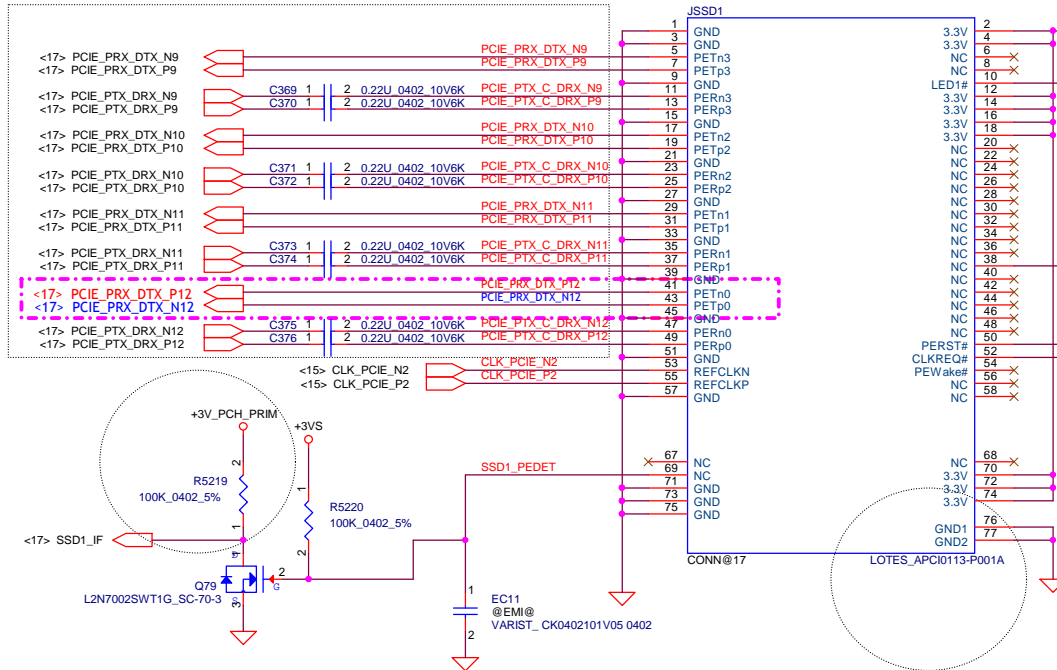 JSSD1
1 GND 3.3V 2
3 GND 3.3V 4
<17> PCIE_PRX_DTX_N9 PCIE_PRX_DTX_N9 5 PETn3 NC 6
<17> PCIE_PRX_DTX_P9 PCIE_PRX_DTX_P9 7 PETp3 NC 8
9 GND LED1# 10
<17> PCIE_PTX_DRX_N9 C369 1 2 0.22U_0402_10V6K PCIE_PTX_C_DRX_N9 11 PERn3 3.3V 12
<17> PCIE_PTX_DRX_P9 C370 1 2 0.22U_0402_10V6K PCIE_PTX_C_DRX_P9 13 PERp3 3.3V 14
15 GND 3.3V 16
<17> PCIE_PRX_DTX_N10 PCIE_PRX_DTX_N10 17 PETn2 3.3V 18
<17> PCIE_PRX_DTX_P10 PCIE_PRX_DTX_P10 19 PETp2 NC 20
21 GND NC 22
<17> PCIE_PTX_DRX_N10 C371 1 2 0.22U_0402_10V6K PCIE_PTX_C_DRX_N10 23 PERn2 NC 24
<17> PCIE_PTX_DRX_P10 C372 1 2 0.22U_0402_10V6K PCIE_PTX_C_DRX_P10 25 PERp2 NC 26
27 GND NC 28
<17> PCIE_PRX_DTX_N11 PCIE_PRX_DTX_N11 29 PETn1 NC 30
<17> PCIE_PRX_DTX_P11 PCIE_PRX_DTX_P11 31 PETp1 NC 32
33 GND NC 34
<17> PCIE_PTX_DRX_N11 C373 1 2 0.22U_0402_10V6K PCIE_PTX_C_DRX_N11 35 PERn1 NC 36
<17> PCIE_PTX_DRX_P11 C374 1 2 0.22U_0402_10V6K PCIE_PTX_C_DRX_P11 37 PERp1 NC 38
39 GND NC 40
<17> PCIE_PRX_DTX_P12 PCIE_PRX_DTX_P12 41 PETn0 NC 42
<17> PCIE_PRX_DTX_N12 PCIE_PRX_DTX_N12 43 PETp0 NC 44
45 GND NC 46
<17> PCIE_PTX_DRX_N12 C375 1 2 0.22U_0402_10V6K PCIE_PTX_C_DRX_N12 47 PERn0 NC 48
<17> PCIE_PTX_DRX_P12 C376 1 2 0.22U_0402_10V6K PCIE_PTX_C_DRX_P12 49 PERp0 PERST# 50
51 GND CLKREQ# 52
<15> CLK_PCIE_N2 CLK_PCIE_N2 53 REFCLKN PEWake# 54
<15> CLK_PCIE_P2 CLK_PCIE_P2 55 REFCLKP NC 56
57 GND NC 58
+3V_PCH_PRIM
+3VS
67 NC NC 68
SSD1_PEDET 69 NC 3.3V 70
71 GND 3.3V 72
73 GND 3.3V 74
75 GND
2
R5219
100K_0402_5%
1
1
R5220
100K_0402_5%
2
GND1 76
GND2 77
<17> SSD1_IF
CONN@17 LOTES_APCI0113-P001A
D 1
Q79 2 G
L2N7002SWT1G_SC-70-3
S 3
1
EC11
@EMI@
VARIST_ CK0402101V05 0402
2